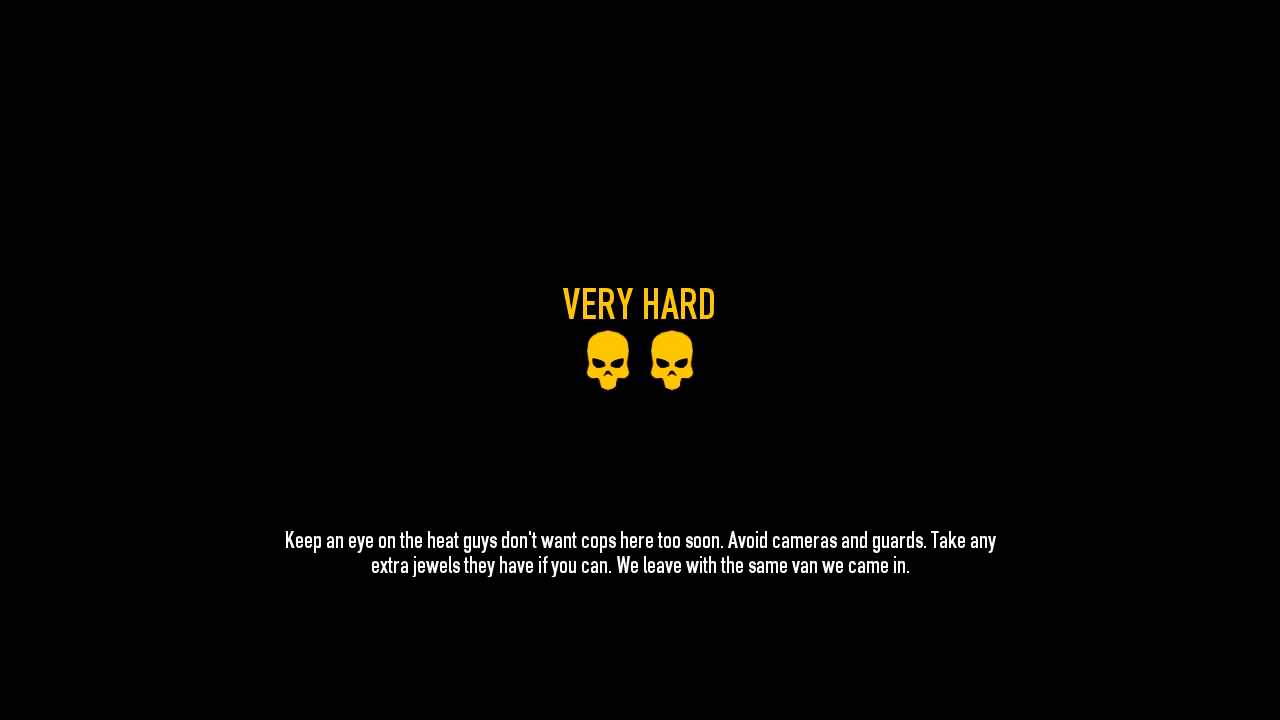 VERY HARD
Keep an eye on the heat guys don't want cops here too soon. Avoid cameras and guards. Take any
extra jewels they have if you can. We leave with the same van we came in.